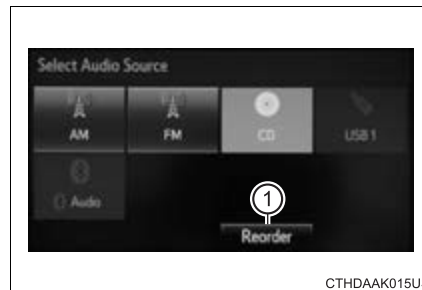 Select Audio Source
AM FM CD USB 1
Audio
1
Reorder
CTHDAAK015U